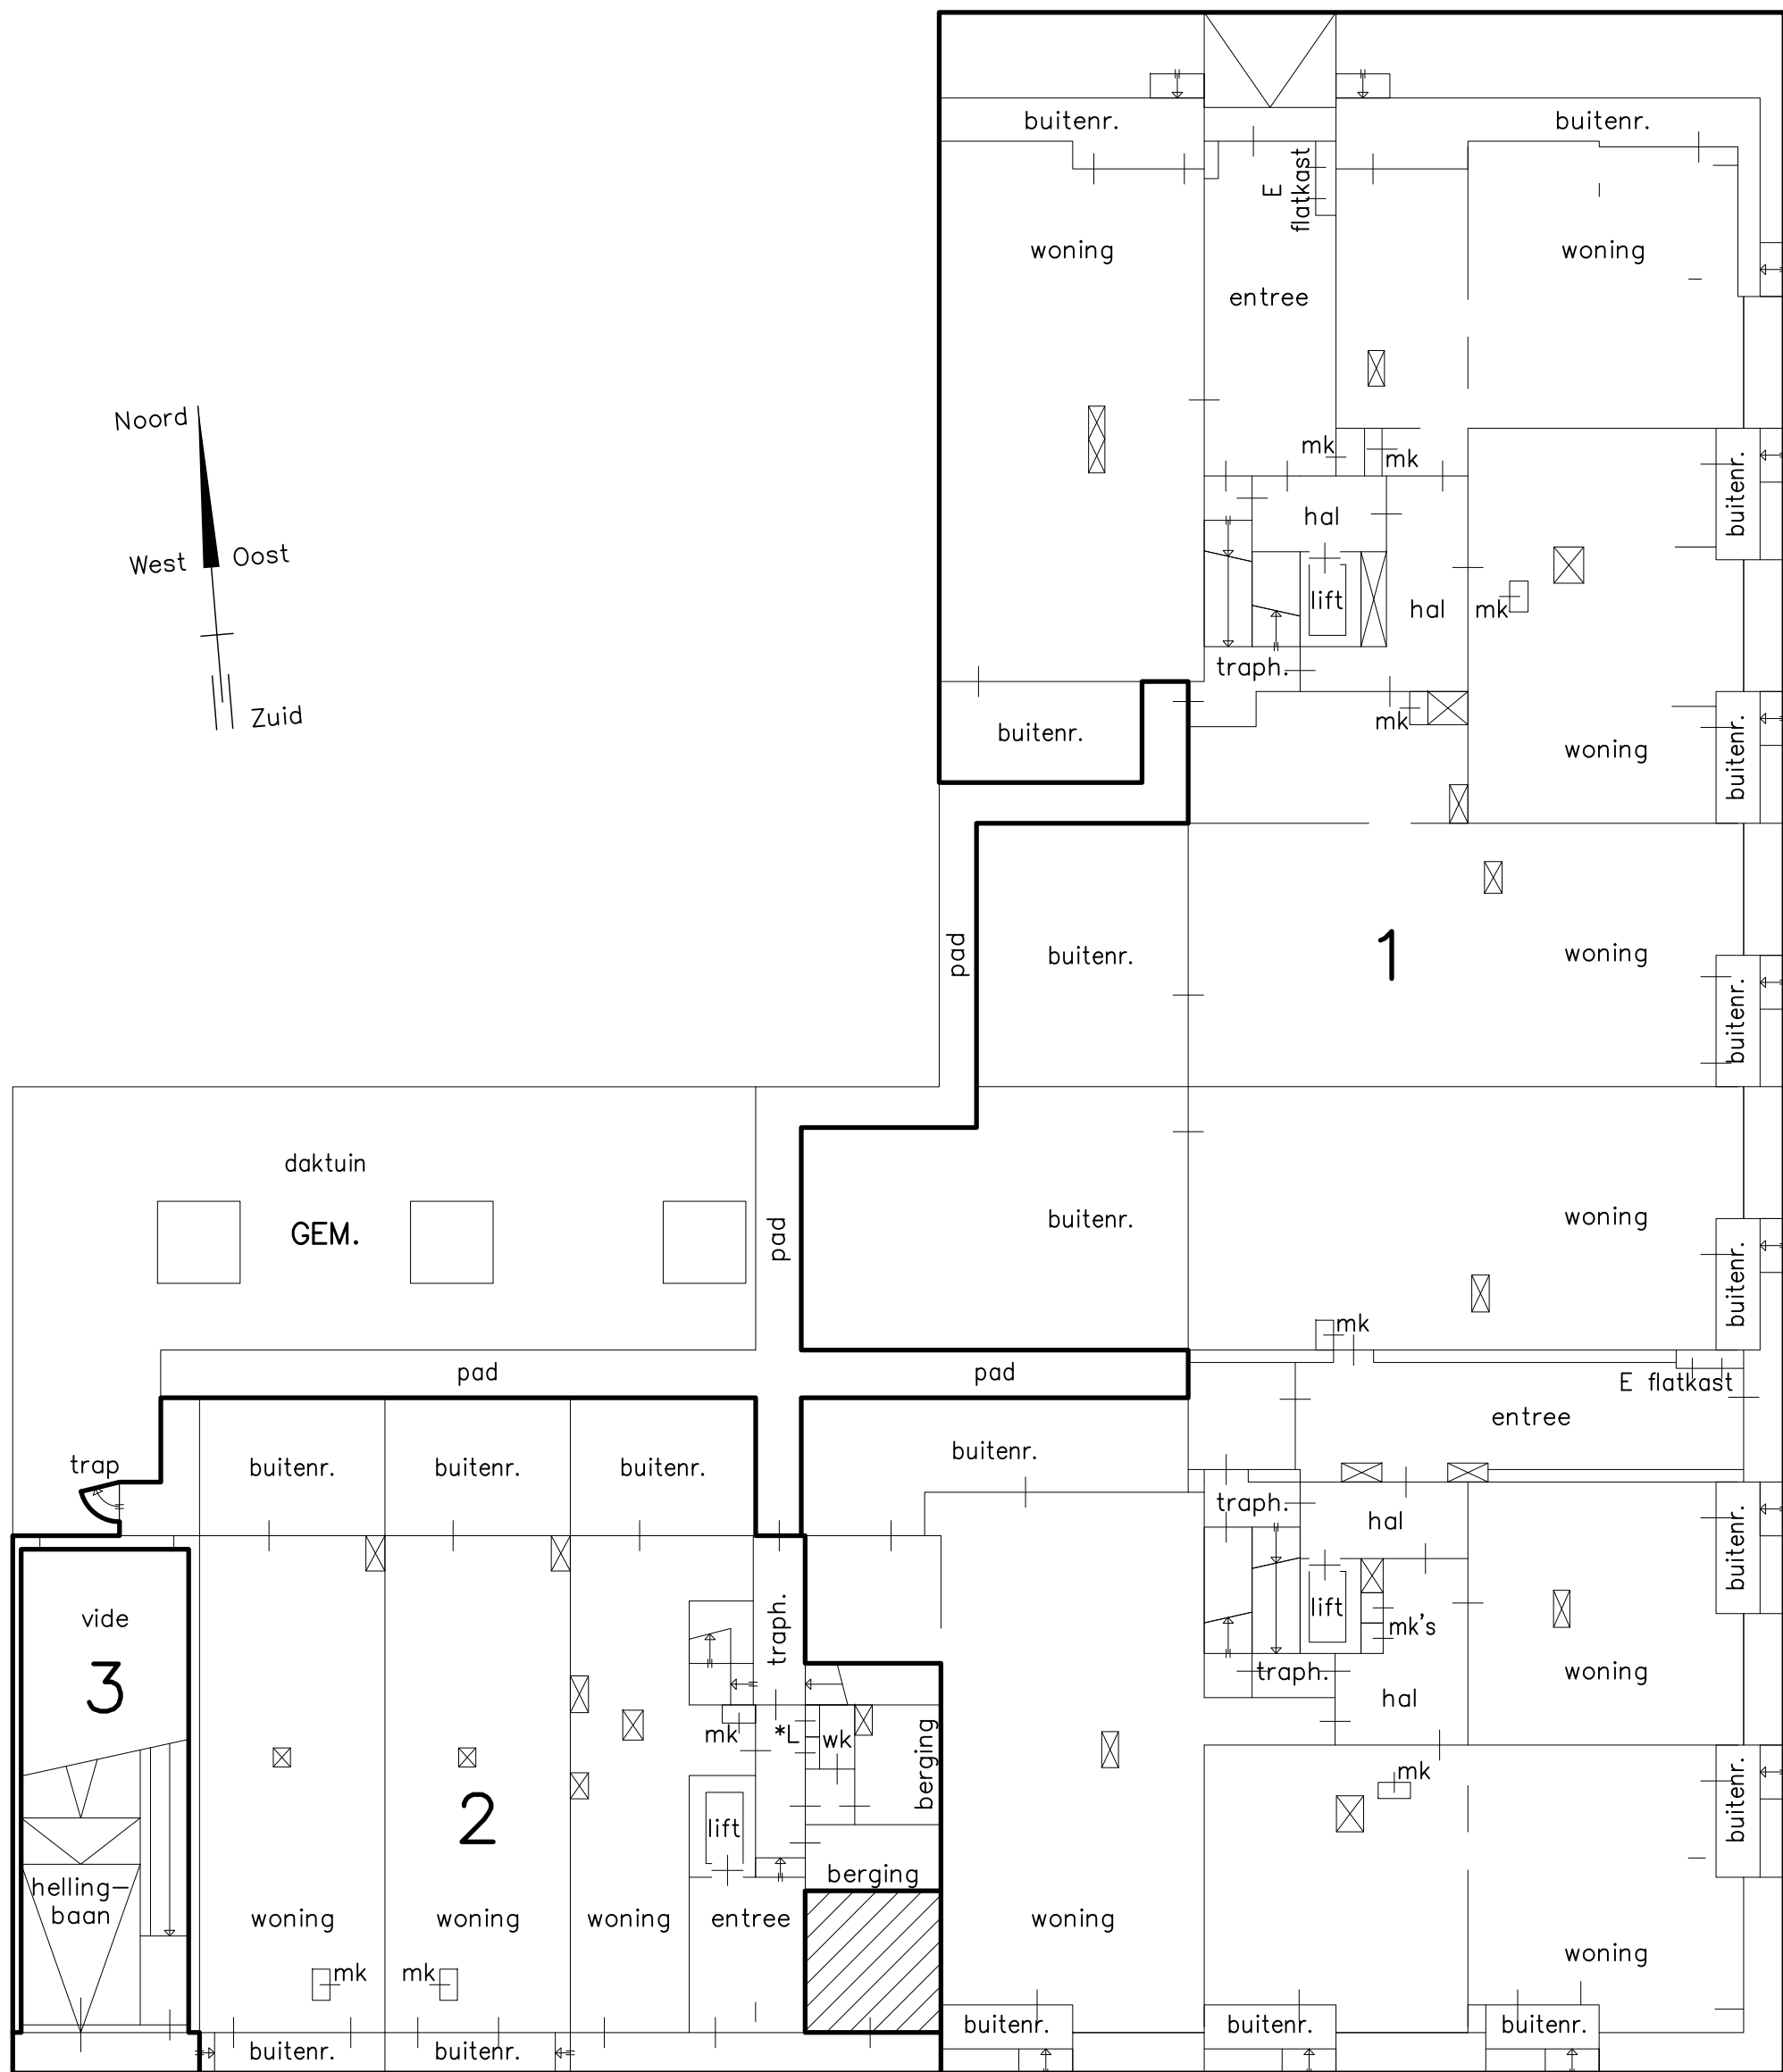 buitenr.
buitenr.
E
flatkast
woning
woning
entree
Noord
mk
mk
buitenr.
hal
West
Oost
lift
hal
mk
traph.
Zuid
mk
buitenr.
woning
buitenr.
pad
buitenr.
1
woning
buitenr.
daktuin
GEM.
pad
buitenr.
woning
buitenr.
mk
pad
pad
E flatkast
entree
buitenr.
trap
buitenr.
buitenr.
buitenr.
traph.
hal
buitenr.
vide
traph.
lift
mk's
3
traph.
woning
hal
mk
*L
wk
berging
mk
2
lift
buitenr.
berging
helling-
baan
woning
woning
woning
entree
woning
woning
mk
mk
buitenr.
buitenr.
buitenr.
buitenr.
buitenr.